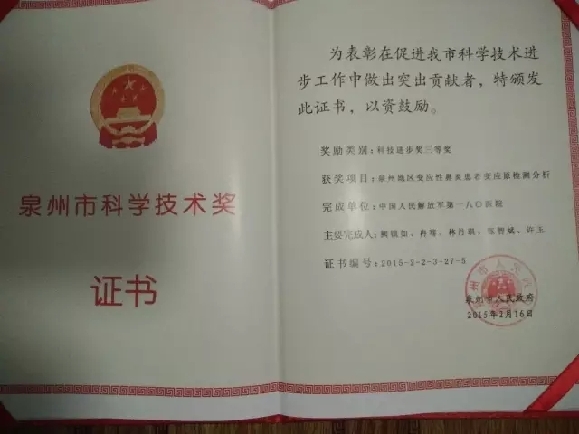 泉州市科学技术奖
证书
为表彰在促进我市科学技术进
步工作中做出突出贡献者，特颁发
此证书，以资鼓励。
奖励类别：科技进步奖三等奖
获奖项目：泉州地区变应性鼻炎患者变应原检测分析
完成单位：中国人民解放军第一八〇医院
主要完成人：
证书编号：2015-2-2-3-27-5
泉州市人民政府
2015年2月16日